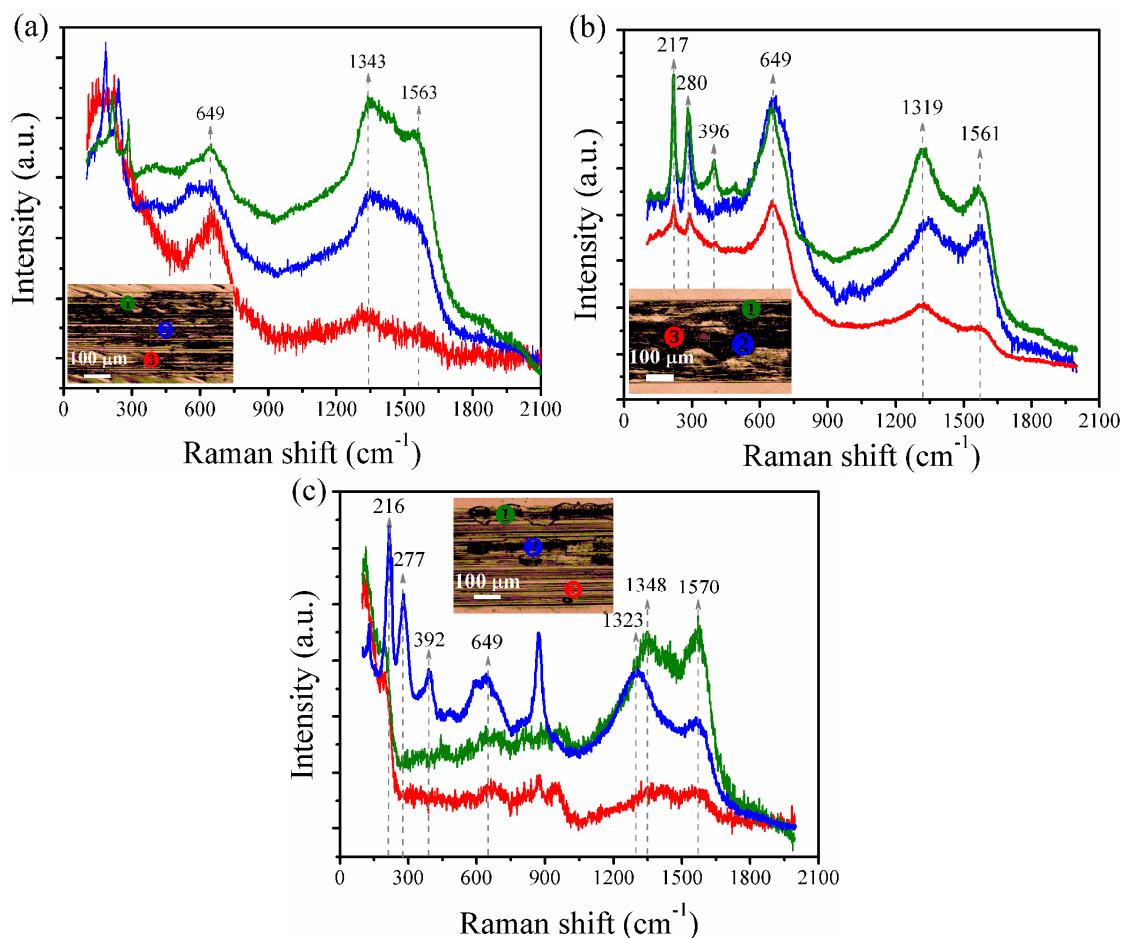 (a)
1343
1563
649
Intensity (a.u.)
1
2
3
100 μm
0 300 600 900 1200 1500 1800 2100
Raman shift (cm-1)
(b)
217
280
396
649
1319
1561
Intensity (a.u.)
1
2
3
100 μm
0 300 600 900 1200 1500 1800 2100
Raman shift (cm-1)
(c)
216
277
392
649
1323
1348
1570
Intensity (a.u.)
1
2
3
100 μm
0 300 600 900 1200 1500 1800 2100
Raman shift (cm-1)